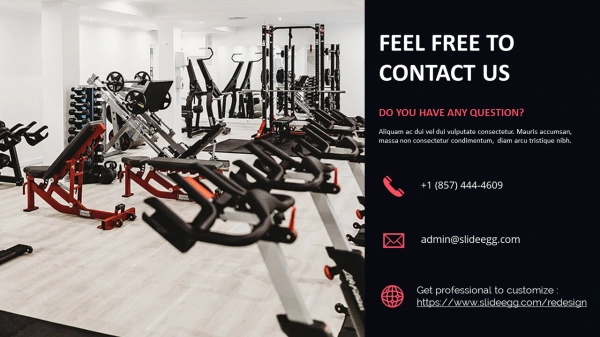 FEEL FREE TO
CONTACT US
DO YOU HAVE ANY QUESTION?
Aliquam ac dui vel dui vulputate consectetur. Mauris accumsan,
massa non consectetur condimentum, diam arcu tristique nibh.
+1 (857) 444-4609
admin@slideegg.com
Get professional to customize :
https://www.slideegg.com/redesign